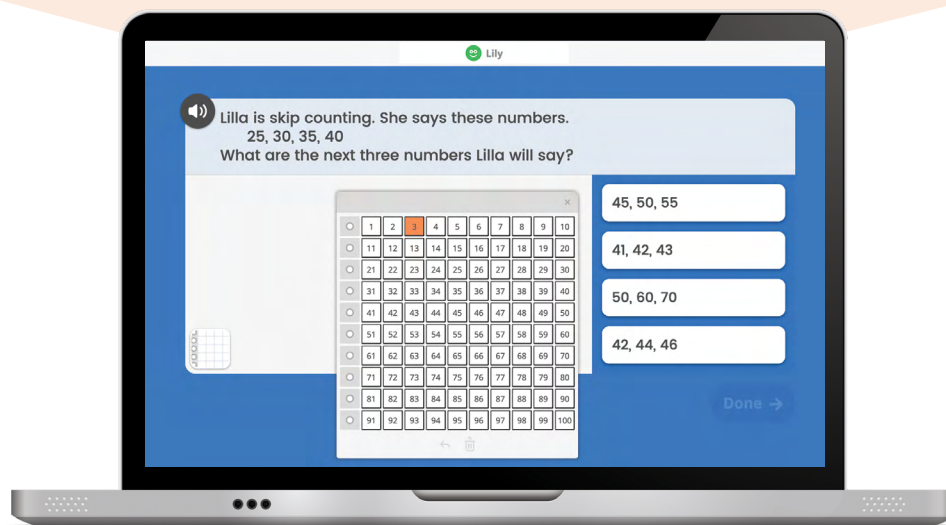 Lily
Lilla is skip counting. She says these numbers.
25, 30, 35, 40
What are the next three numbers Lilla will say?
×
1 2 3 4 5 6 7 8 9 10
11 12 13 14 15 16 17 18 19 20
21 22 23 24 25 26 27 28 29 30
31 32 33 34 35 36 37 38 39 40
41 42 43 44 45 46 47 48 49 50
51 52 53 54 55 56 57 58 59 60
61 62 63 64 65 66 67 68 69 70
71 72 73 74 75 76 77 78 79 80
81 82 83 84 85 86 87 88 89 90
91 92 93 94 95 96 97 98 99 100
45, 50, 55
41, 42, 43
50, 60, 70
42, 44, 46
Done →